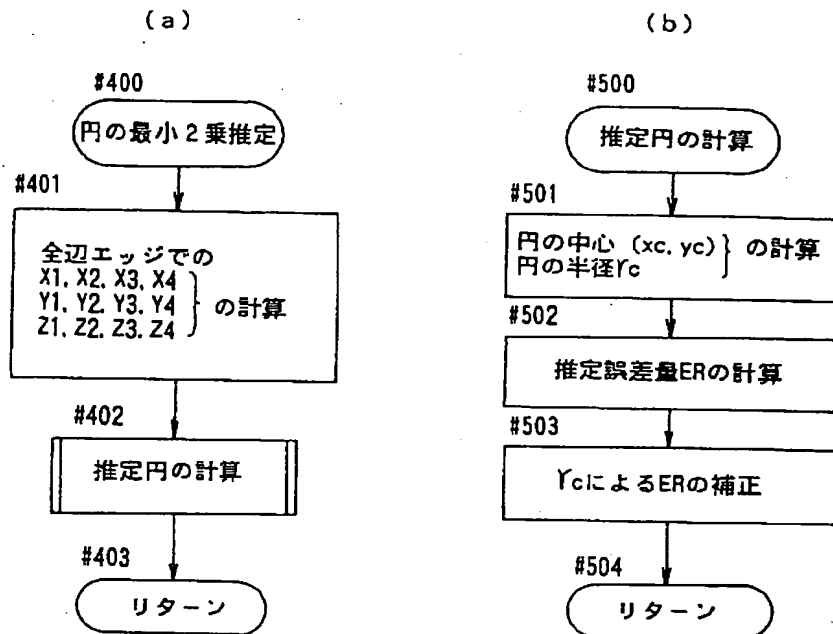 (a)
#400
円の最小2乗推定
#401
全辺エッジでの
X1, X2, X3, X4
Y1, Y2, Y3, Y4
Z1, Z2, Z3, Z4
の計算
#402
推定円の計算
#403
リターン
(b)
#500
推定円の計算
#501
円の中心 (xc, yc)
円の半径rc
の計算
#502
推定誤差量ERの計算
#503
rcによるERの補正
#504
リターン